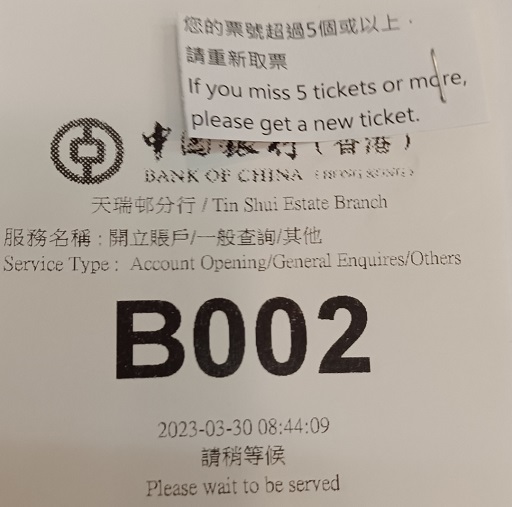 您的票號超過5個或以上，
請重新取票
If you miss 5 tickets or more,
please get a new ticket.
中國銀行（香港）
BANK OF CHINA (HONG KONG)
天瑞邨分行 / Tin Shui Estate Branch
服務名稱 : 開立賬戶/一般查詢/其他
Service Type : Account Opening/General Enquires/Others
B002
2023-03-30 08:44:09
請稍等候
Please wait to be served